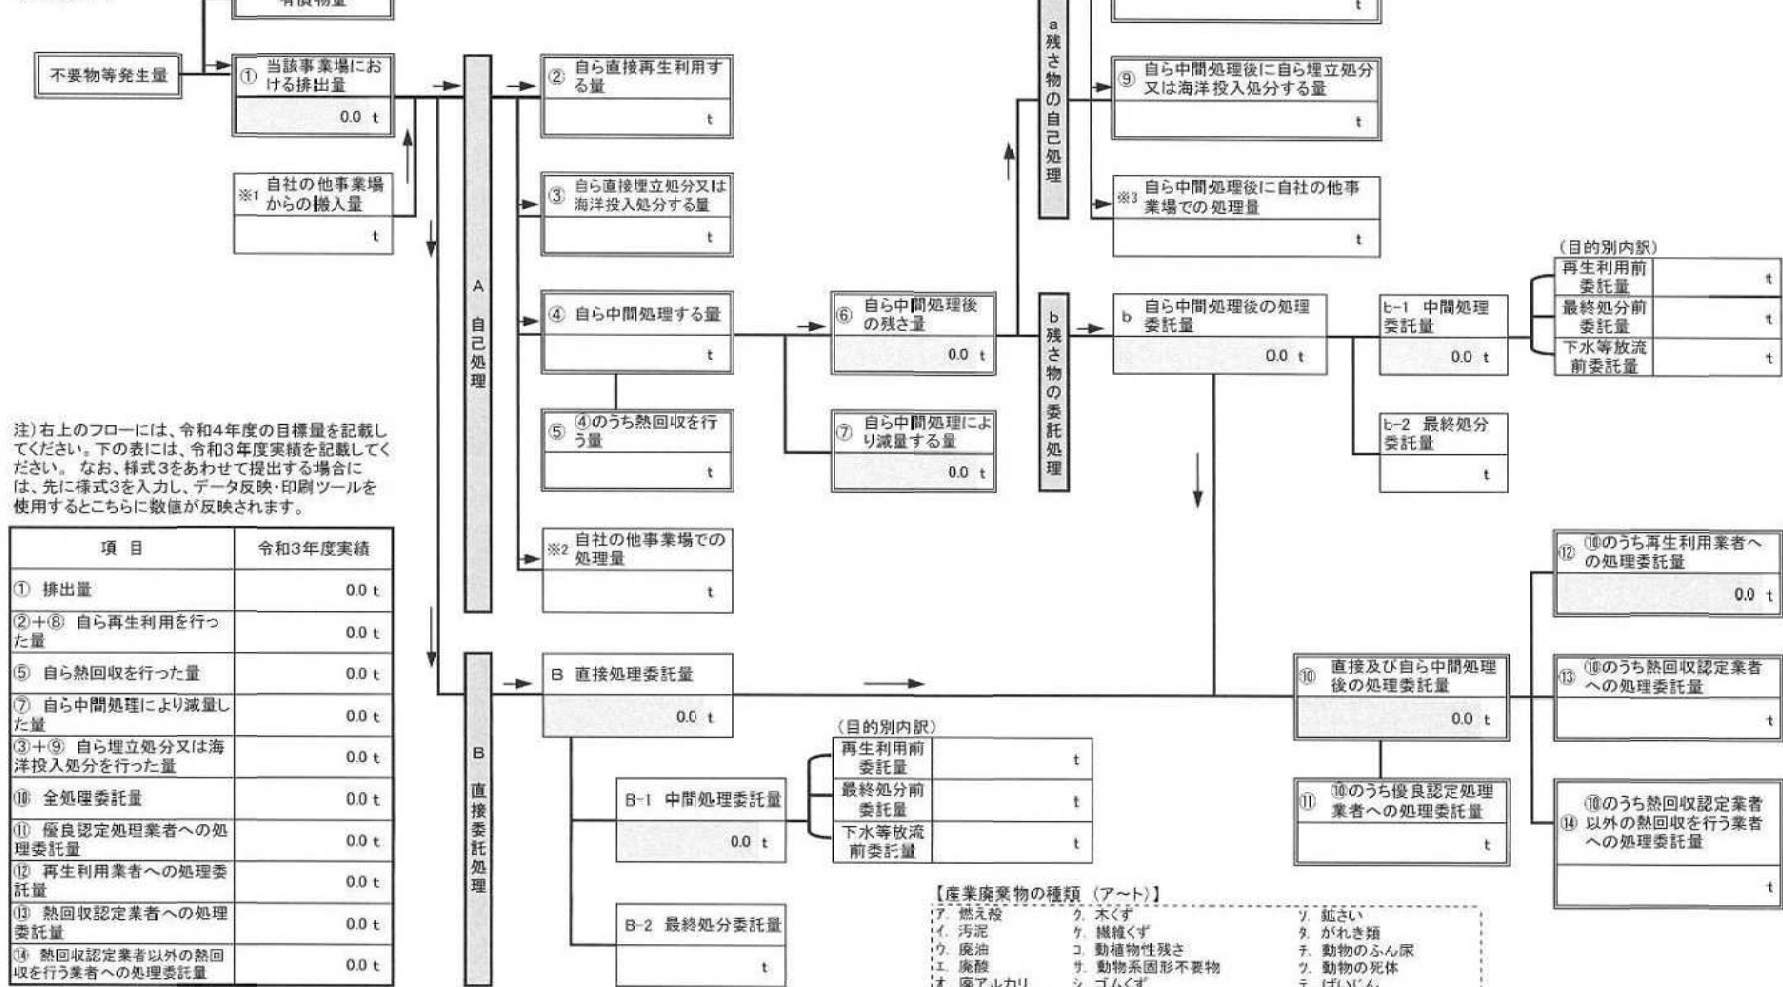 有価物量
t
不要物等発生量
① 当該事業場にお
ける排出量
0.0 t
※1 自社の他事業場
からの搬入量
t
A 自己処理
② 自ら直接再生利用す
る量
t
③ 自ら直接埋立処分又は
海洋投入処分する量
t
④ 自ら中間処理する量
t
⑤ ④のうち熱回収を行
う量
t
※2 自社の他事業場での
処理量
t
⑥ 自ら中間処理後
の残さ量
0.0 t
⑦ 自ら中間処理によ
り減量する量
0.0 t
a 残さ物の自己処理
⑨ 自ら中間処理後に自ら埋立処分
又は海洋投入処分する量
t
※3 自ら中間処理後に自社の他事
業場での処理量
t
b 残さ物の委託処理
b 自ら中間処理後の処理
委託量
0.0 t
b-1 中間処理
委託量
0.0 t
b-2 最終処分
委託量
t
(目的別内訳)
再生利用前
委託量
t
最終処分前
委託量
t
下水等放流
前委託量
t
注)右上のフローには、令和4年度の目標量を記載し
てください。下の表には、令和3年度実績を記載してく
ださい。 なお、様式3をあわせて提出する場合に
は、先に様式3を入力し、データ反映・印刷ツールを
使用するとこちらに数値が反映されます。
項 目 令和3年度実績
① 排出量 0.0 t
②+⑧ 自ら再生利用を行っ
た量 0.0 t
⑤ 自ら熱回収を行った量 0.0 t
⑦ 自ら中間処理により減量し
た量 0.0 t
③+⑨ 自ら埋立処分又は海
洋投入処分を行った量 0.0 t
⑩ 全処理委託量 0.0 t
⑪ 優良認定処理業者への処
理委託量 0.0 t
⑫ 再生利用業者への処理委
託量 0.0 t
⑬ 熱回収認定業者への処理
委託量 0.0 t
⑭ 熱回収認定業者以外の熱回
収を行う業者への処理委託量 0.0 t
B 直接委託処理
B 直接処理委託量
0.0 t
B-1 中間処理委託量
0.0 t
B-2 最終処分委託量
t
(目的別内訳)
再生利用前
委託量
t
最終処分前
委託量
t
下水等放流
前委託量
t
⑩ 直接及び自ら中間処理
後の処理委託量
0.0 t
⑪ ⑩のうち優良認定処理
業者への処理委託量
t
⑫ ⑩のうち再生利用業者へ
の処理委託量
0.0 t
⑬ ⑩のうち熱回収認定業者
への処理委託量
t
⑭ ⑩のうち熱回収認定業者
以外の熱回収を行う業者
への処理委託量
t
【産業廃棄物の種類 (ア~ト)】
ア. 燃え殻 ク. 木くず ソ. 鉱さい
イ. 汚泥 ケ. 繊維くず タ. がれき類
ウ. 廃油 コ. 動植物性残さ チ. 動物のふん尿
エ. 廃酸 サ. 動物系固形不要物 ツ. 動物の死体
オ. 廃アルカリ シ. ゴムくず テ. ばいじん